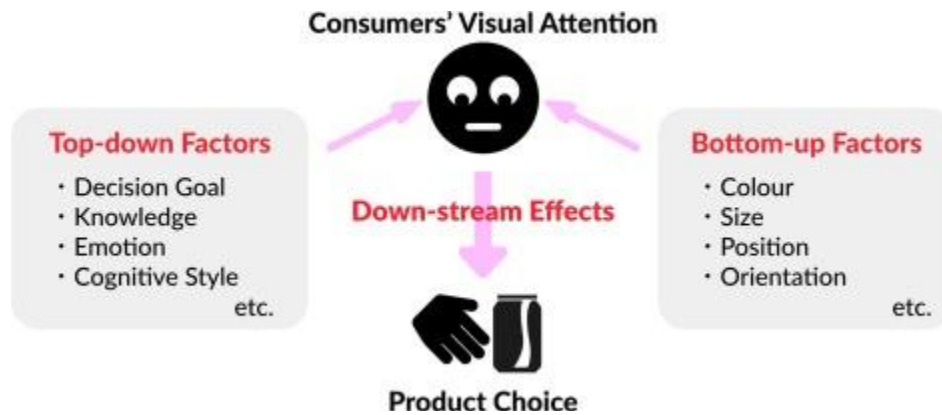 Consumers' Visual Attention
Top-down Factors
· Decision Goal
· Knowledge
· Emotion
· Cognitive Style
etc.
Bottom-up Factors
· Colour
· Size
· Position
· Orientation
etc.
Down-stream Effects
Product Choice